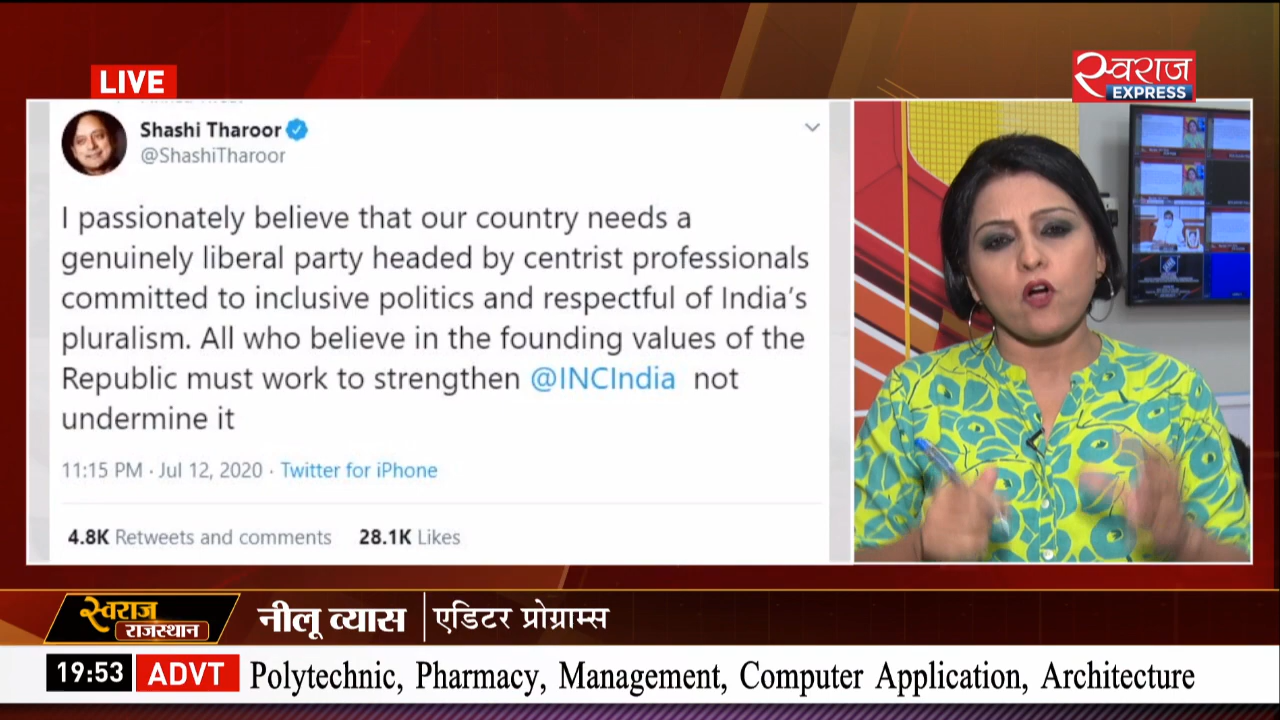 LIVE
स्वराज
EXPRESS
Shashi Tharoor
@ShashiTharoor
I passionately believe that our country needs a
genuinely liberal party headed by centrist professionals
committed to inclusive politics and respectful of India's
pluralism. All who believe in the founding values of the
Republic must work to strengthen @INCIndia not
undermine it
11:15 PM · Jul 12, 2020 · Twitter for iPhone
4.8K Retweets and comments 28.1K Likes
स्वराज
राजस्थान
नीलू व्यास | एडिटर प्रोग्राम्स
19:53 ADVT Polytechnic, Pharmacy, Management, Computer Application, Architecture